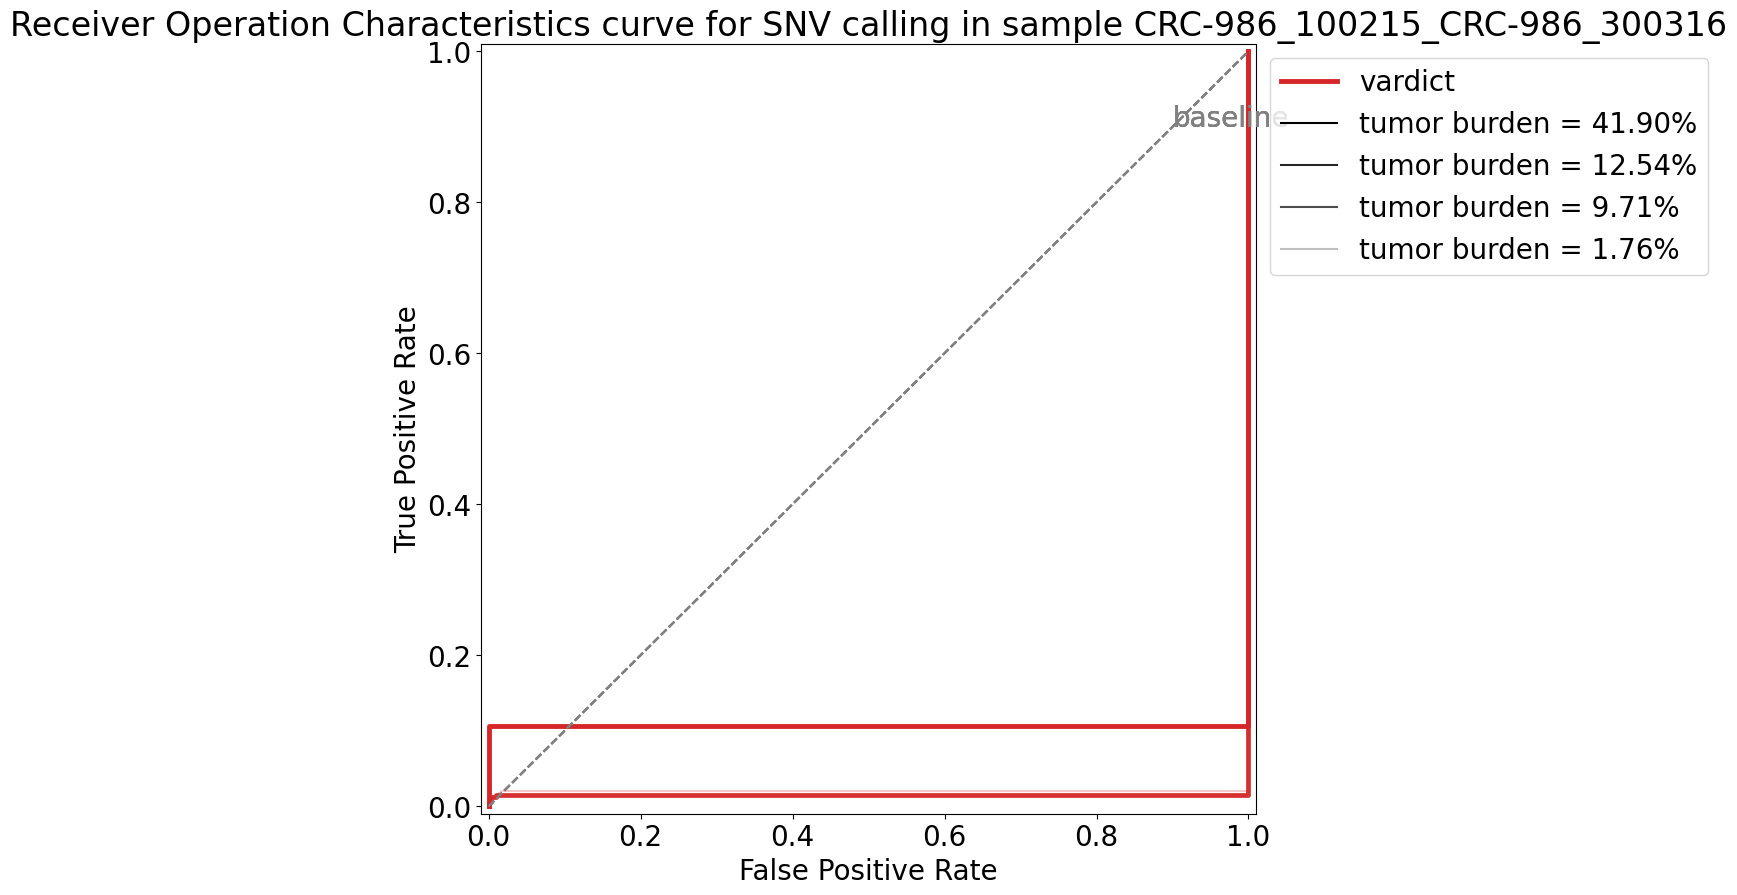 Receiver Operation Characteristics curve for SNV calling in sample CRC-986_100215_CRC-986_300316
1.0
0.8
0.6
0.4
0.2
0.0
True Positive Rate
baseline
vardict
tumor burden = 41.90%
tumor burden = 12.54%
tumor burden = 9.71%
tumor burden = 1.76%
0.0 0.2 0.4 0.6 0.8 1.0
False Positive Rate